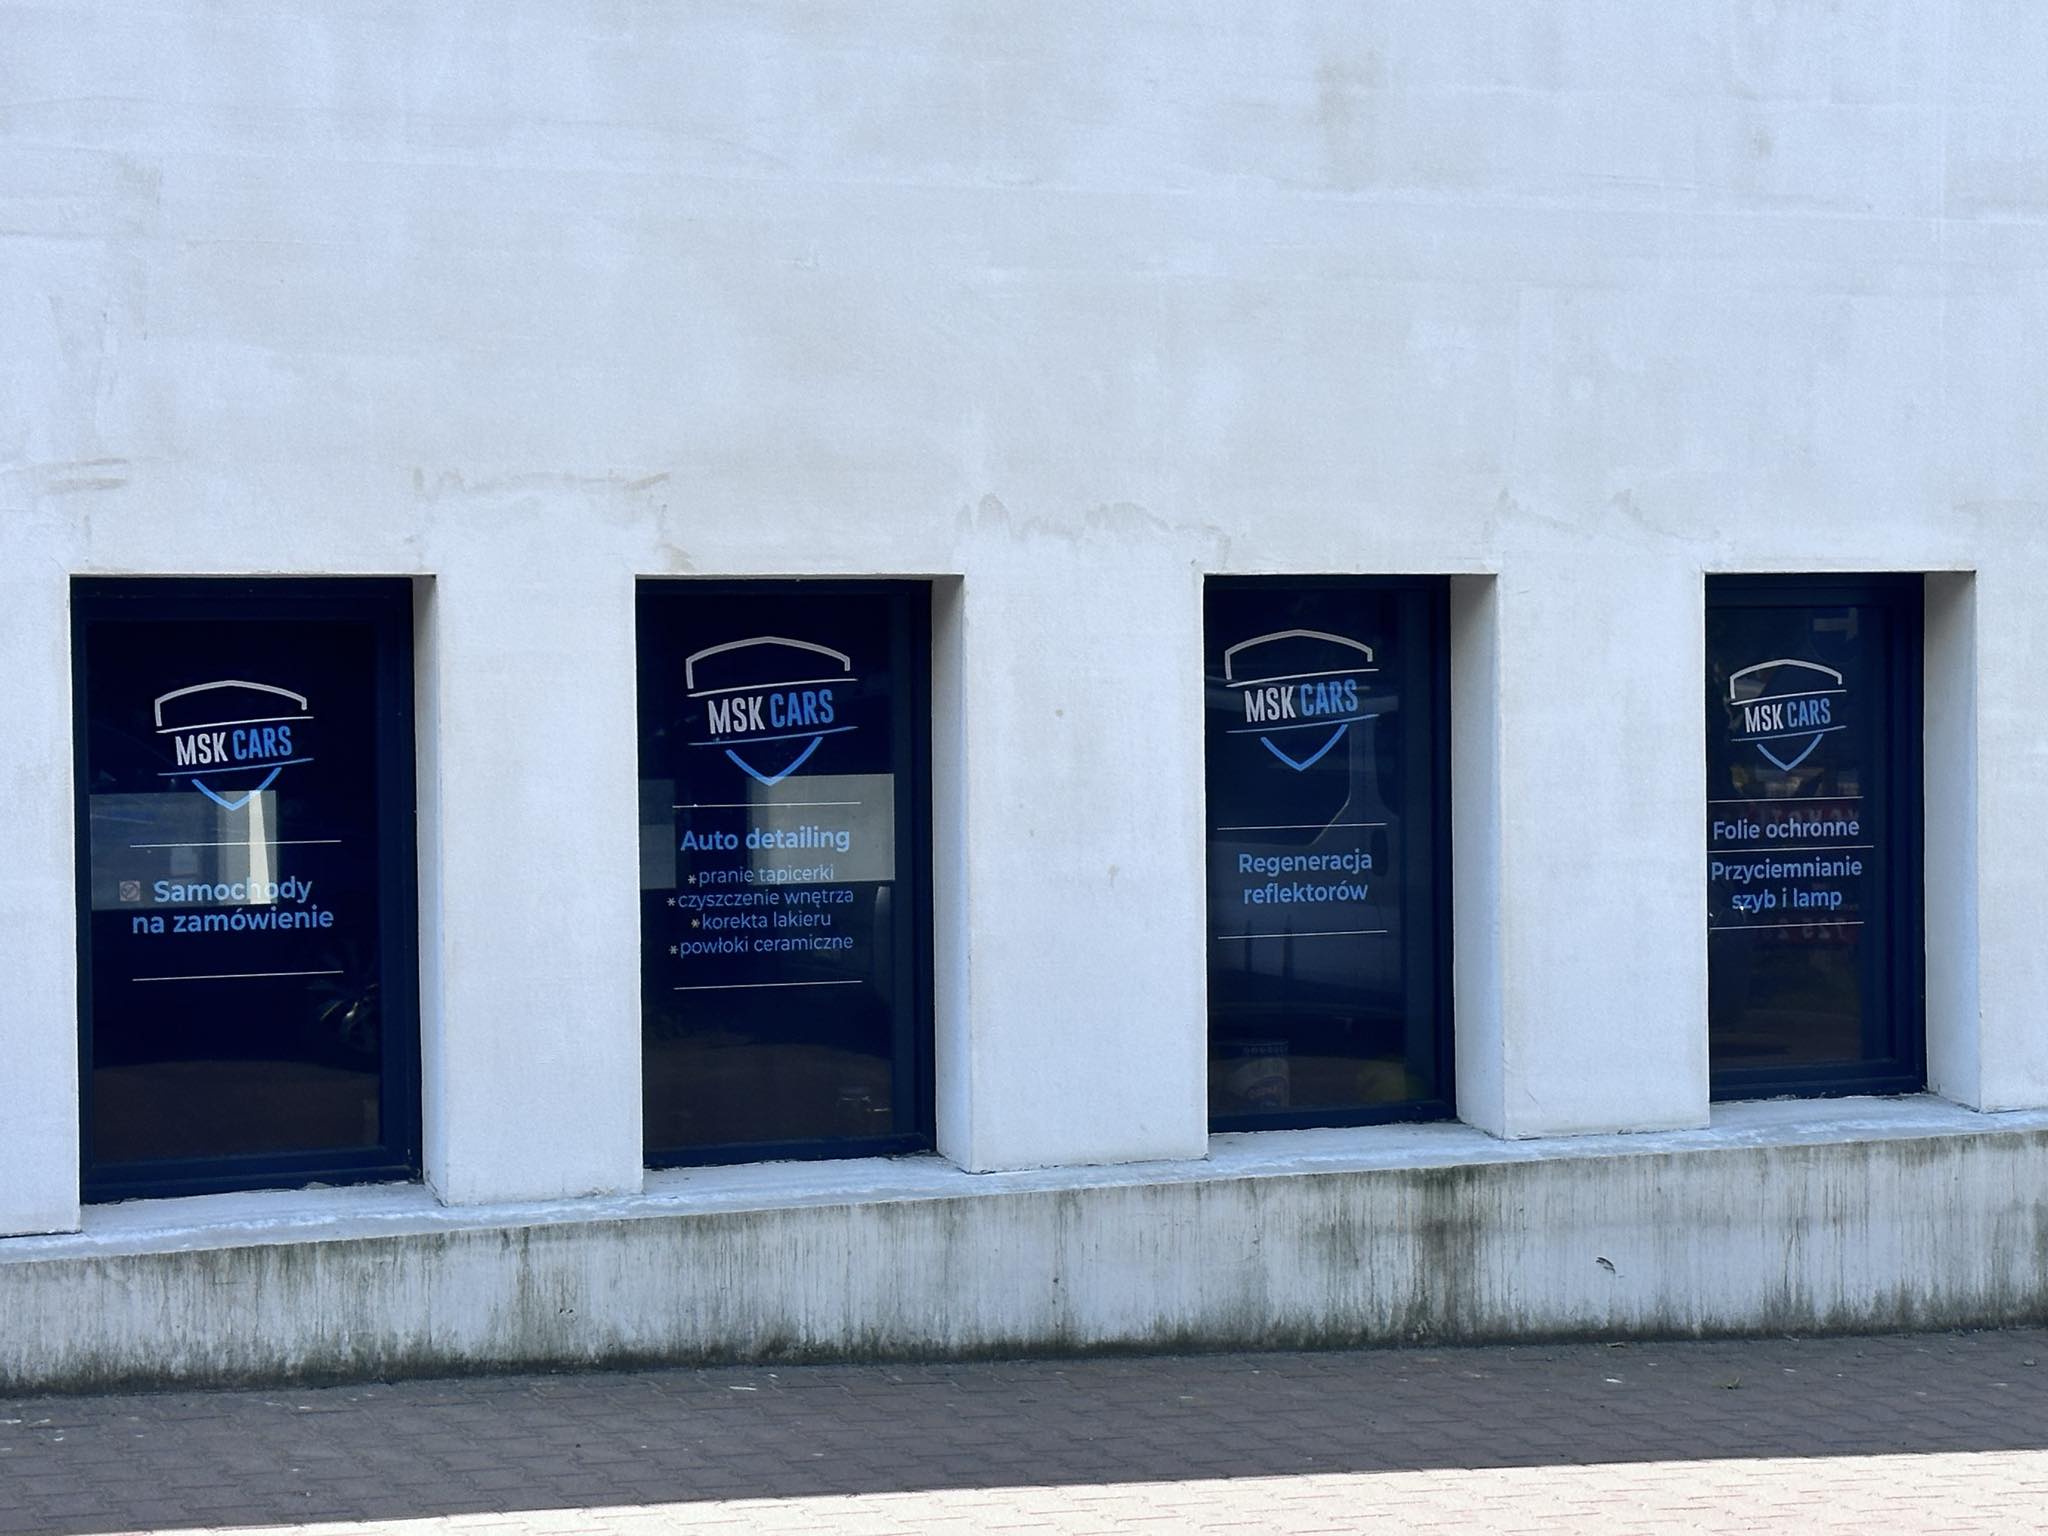 MSK CARS
Samochody
na zamówienie
MSK CARS
Auto detailing
*pranie tapicerki
*czyszczenie wnętrza
*korekta lakieru
*powłoki ceramiczne
MSK CARS
Regeneracja
reflektorów
MSK CARS
Folie ochronne
Przyciemnianie
szyb i lamp